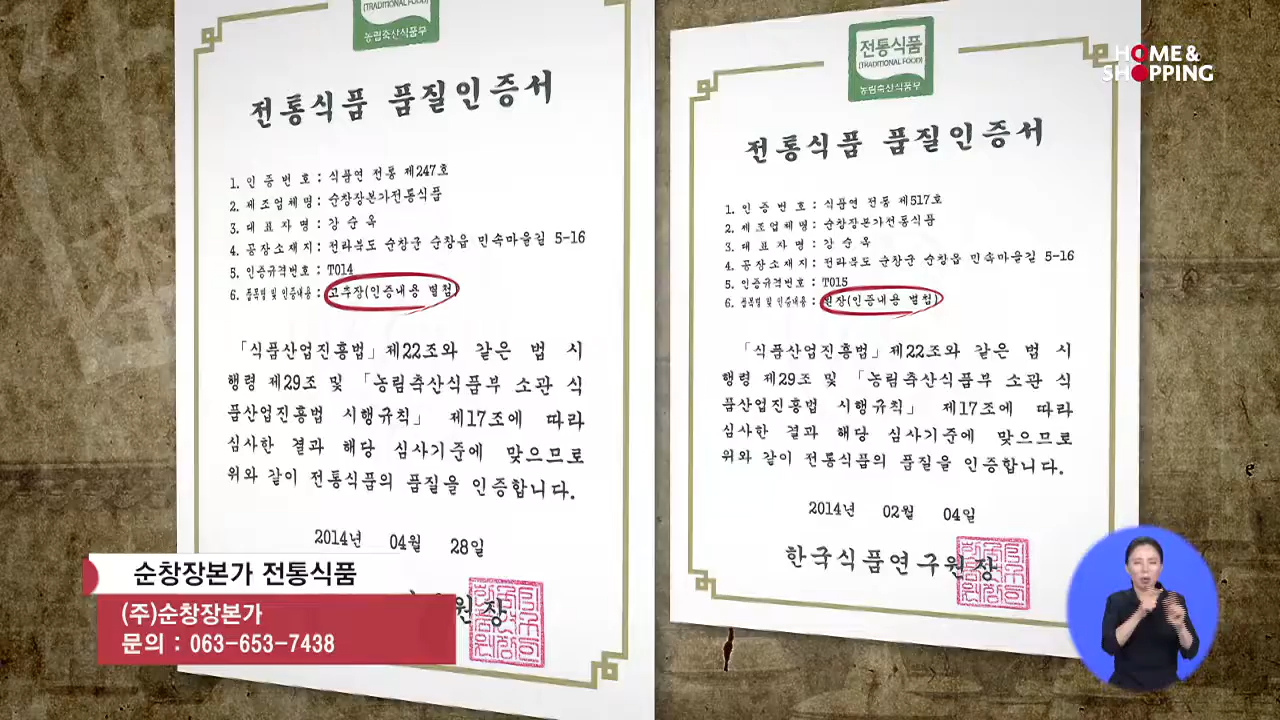 (TRADITIONAL FOOD)
농림축산식품부
전통식품 품질인증서
1. 인 증 번 호 : 식품연 전통 제247호
2. 제조업체명 : 순창장본가전통식품
3. 대 표 자 명 : 강 순 옥
4. 공장소재지 : 전라북도 순창군 순창읍 민속마을길 5-16
5. 인증규격번호 : T014
6. 품목명 및 인증내용 : 고추장(인증내용 별첨)
「식품산업진흥법」제22조와 같은 법 시
행령 제29조 및 「농림축산식품부 소관 식
품산업진흥법 시행규칙」 제17조에 따라
심사한 결과 해당 심사기준에 맞으므로
위와 같이 전통식품의 품질을 인증합니다.
2014년 04월 28일
원장
전통식품
(TRADITIONAL FOOD)
농림축산식품부
전통식품 품질인증서
1. 인 증 번 호 : 식품연 전통 제517호
2. 제조업체명 : 순창장본가전통식품
3. 대 표 자 명 : 강 순 옥
4. 공장소재지 : 전라북도 순창군 순창읍 민속마을길 5-16
5. 인증규격번호 : T015
6. 품목명 및 인증내용 : 된장(인증내용 별첨)
「식품산업진흥법」제22조와 같은 법 시
행령 제29조 및 「농림축산식품부 소관 식
품산업진흥법 시행규칙」 제17조에 따라
심사한 결과 해당 심사기준에 맞으므로
위와 같이 전통식품의 품질을 인증합니다.
2014년 02월 04일
한국식품연구원장
HOME&
SHOPPING
순창장본가 전통식품
(주)순창장본가
문의 : 063-653-7438